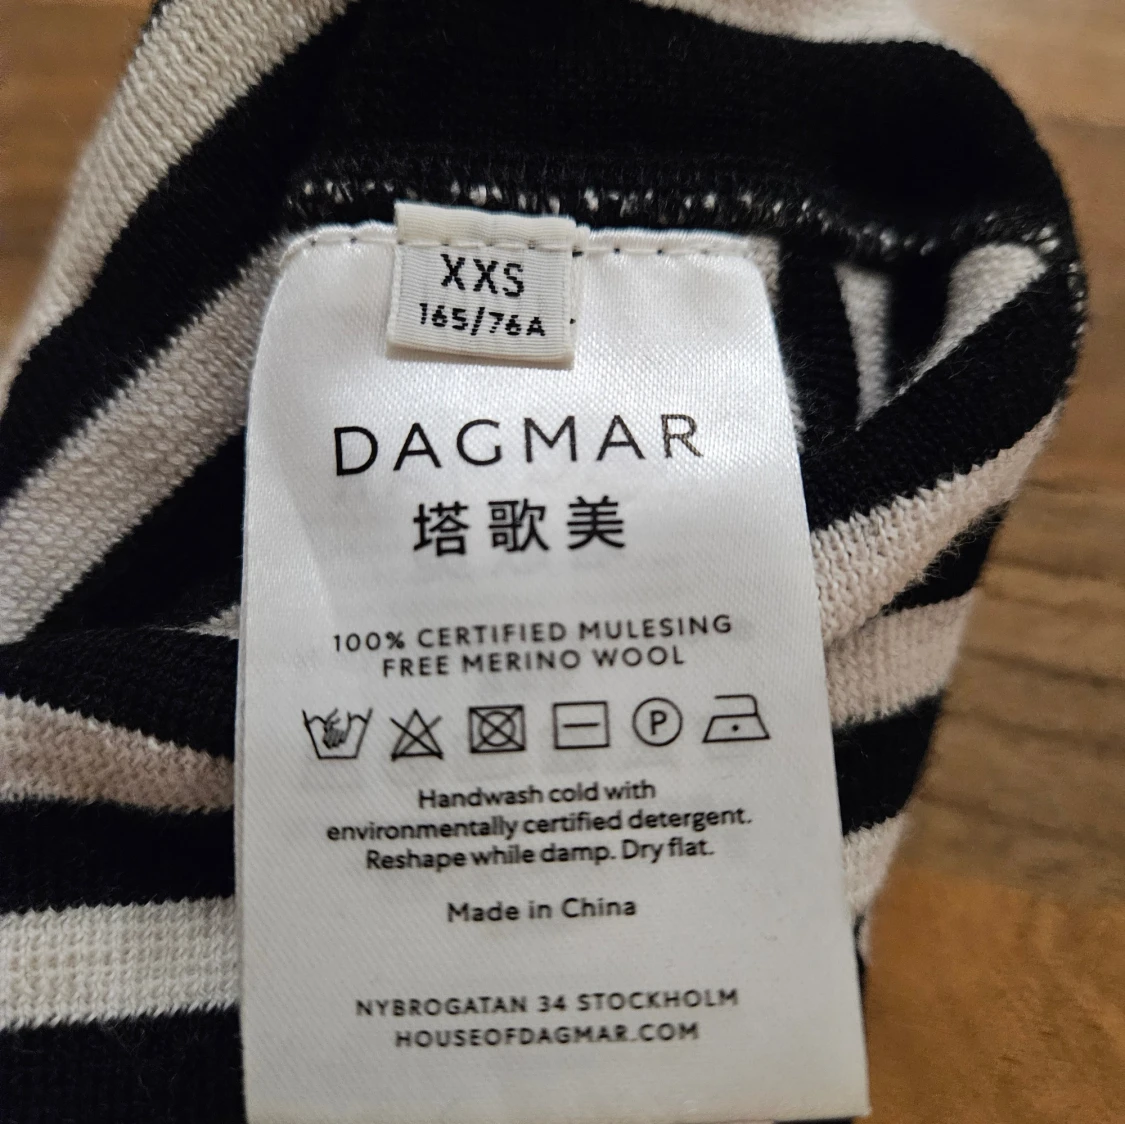 XXS
165/76A
DAGMAR
塔歌美
100% CERTIFIED MULESING
FREE MERINO WOOL
P
Handwash cold with
environmentally certified detergent.
Reshape while damp. Dry flat.
Made in China
NYBROGATAN 34 STOCKHOLM
HOUSEOFDAGMAR.COM